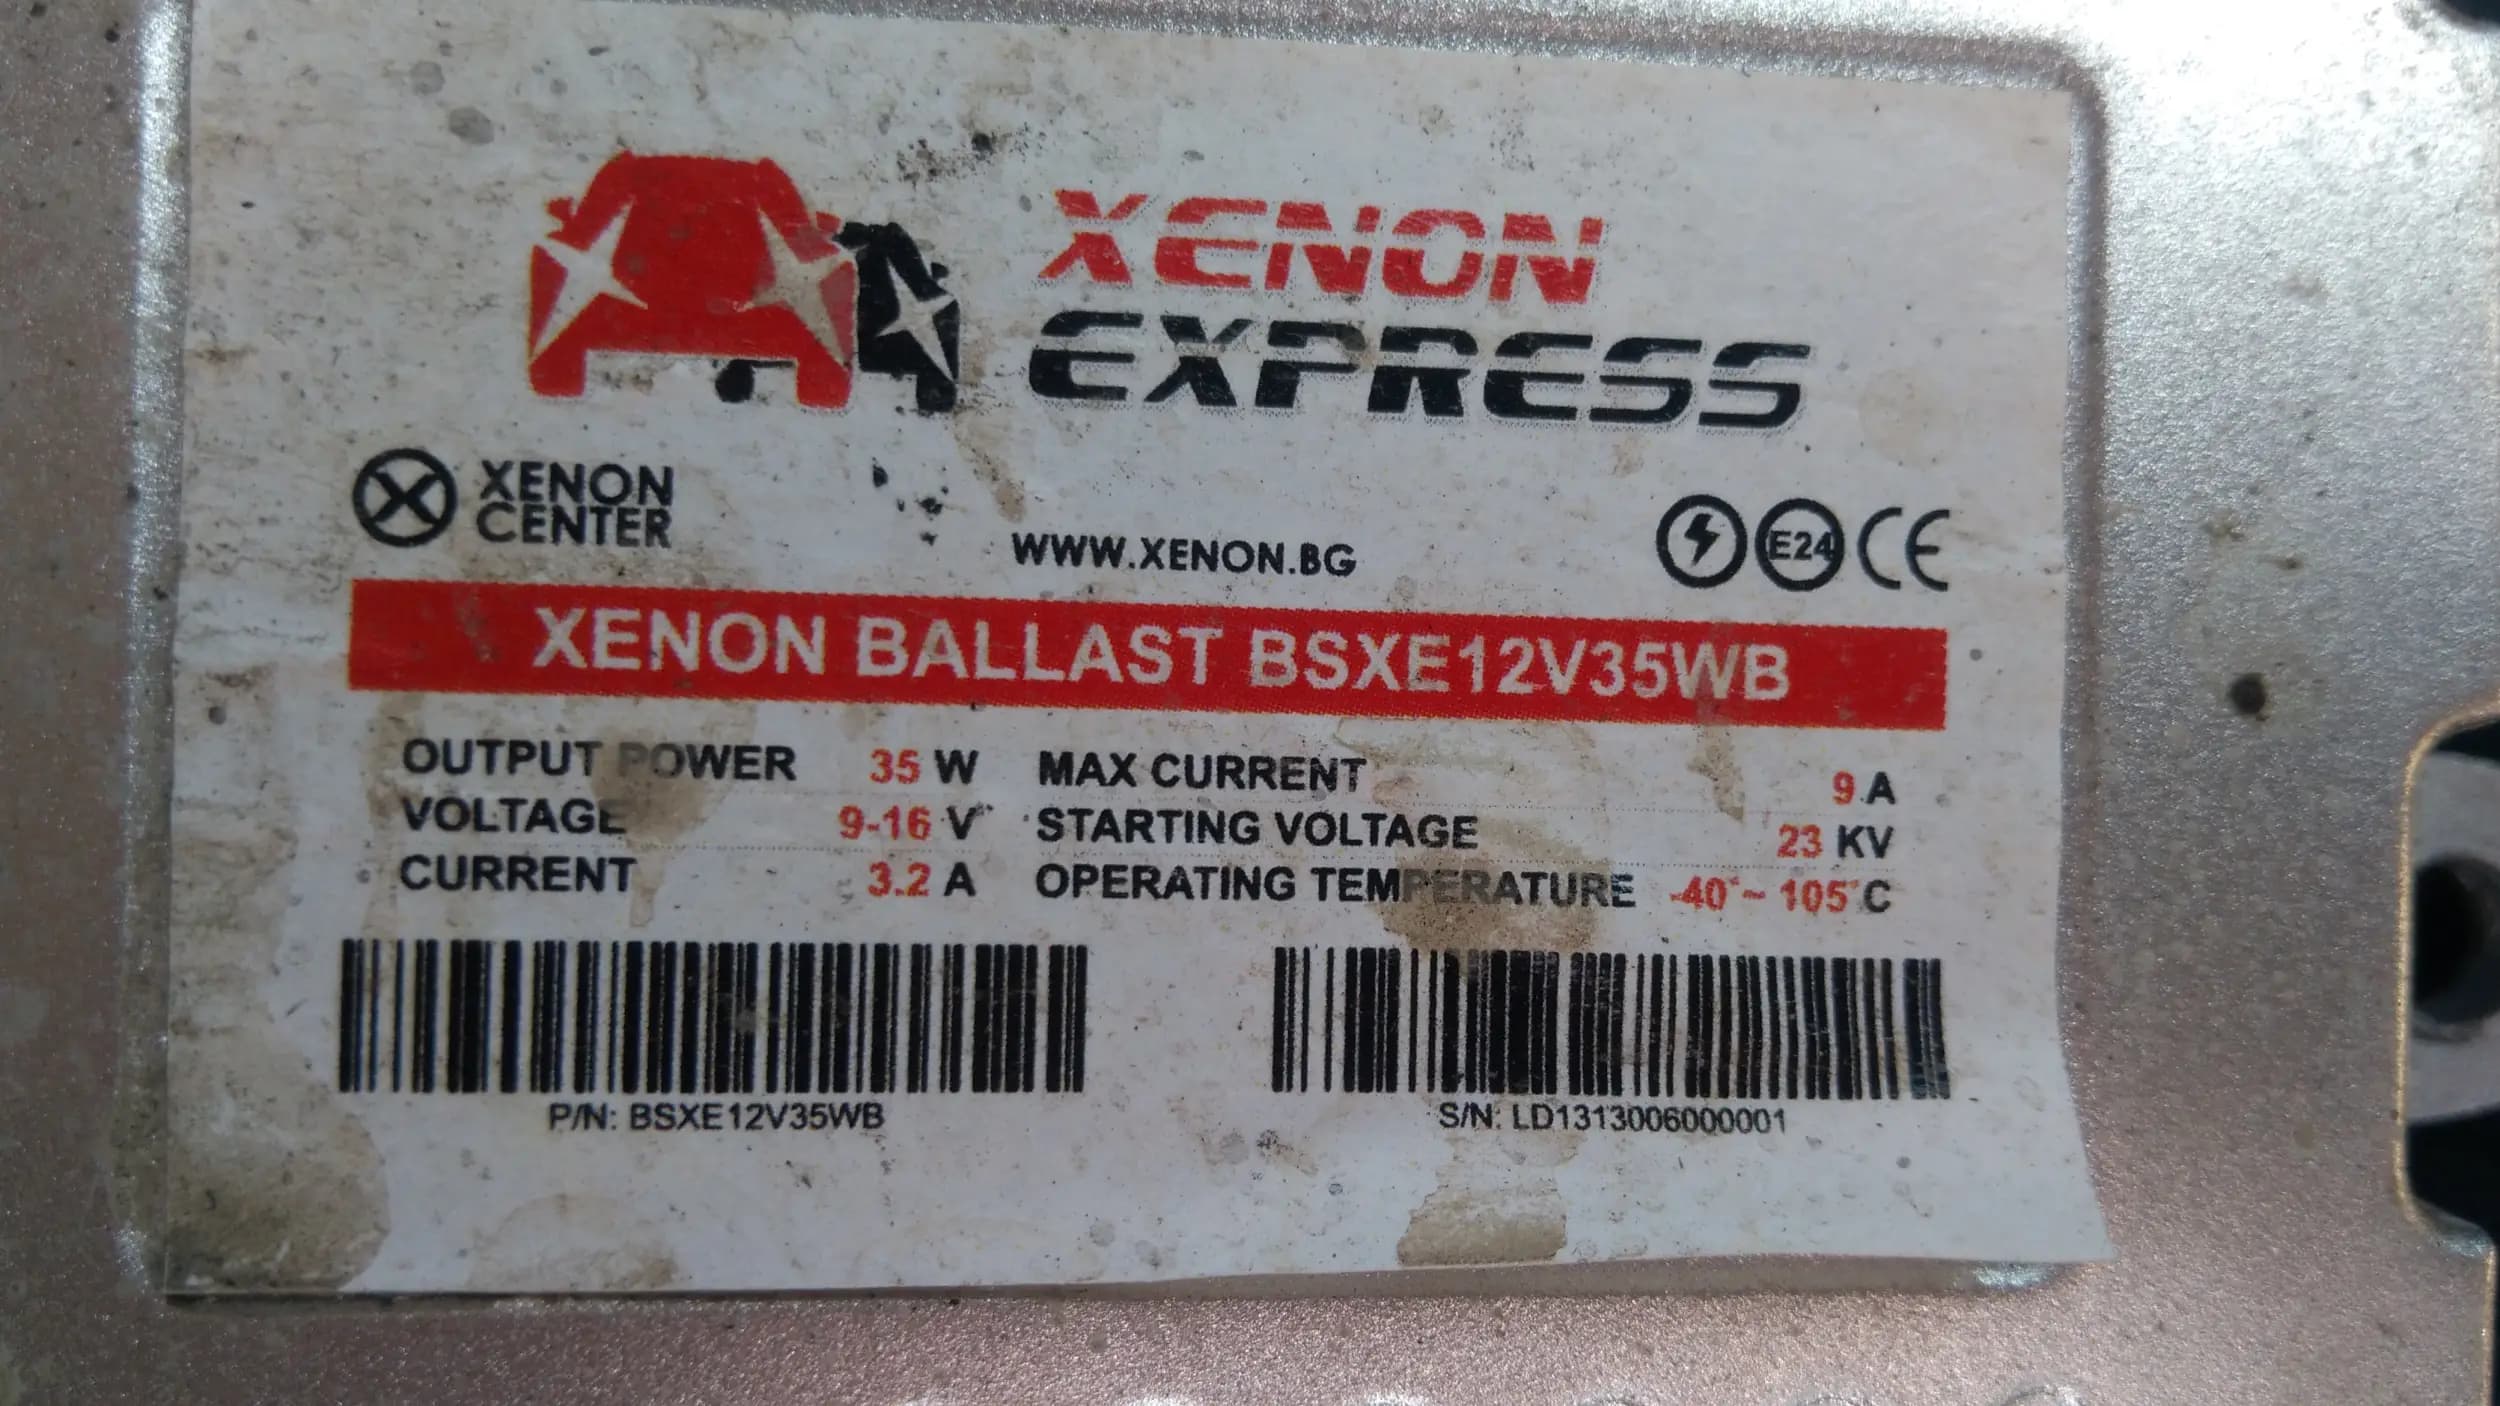 XENON
EXPRESS
XENON
CENTER
WWW.XENON.BG
E24 CE
XENON BALLAST BSXE12V35WB
OUTPUT POWER 35 W MAX CURRENT 9 A
VOLTAGE 9-16 V STARTING VOLTAGE 23 KV
CURRENT 3.2 A OPERATING TEMPERATURE -40°~ 105°C
P/N: BSXE12V35WB S/N: LD1313006000001